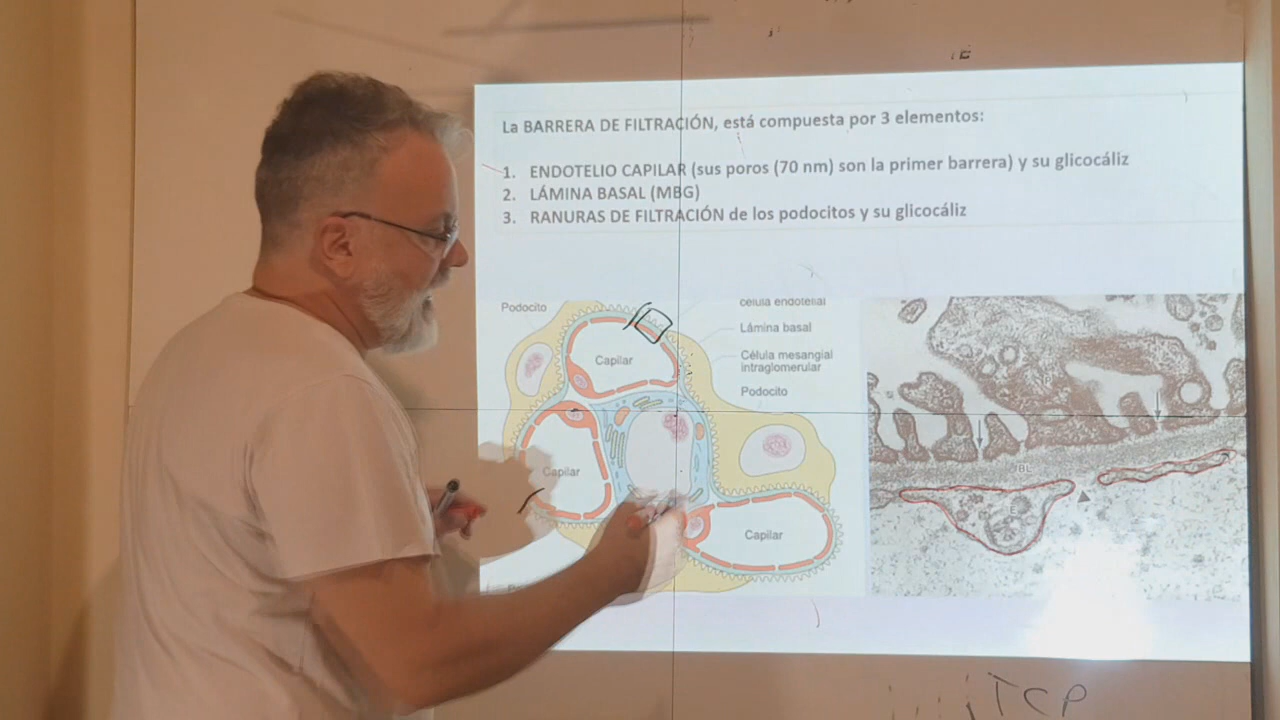 La BARRERA DE FILTRACIÓN, está compuesta por 3 elementos:
1. ENDOTELIO CAPILAR (sus poros (70 nm) son la primer barrera) y su glicocáliz
2. LÁMINA BASAL (MBG)
3. RANURAS DE FILTRACIÓN de los podocitos y su glicocáliz
Podocito
célula endotelial
Lámina basal
Célula mesangial
intraglomerular
Podocito
Capilar
Capilar
Capilar
BL
E
TCP